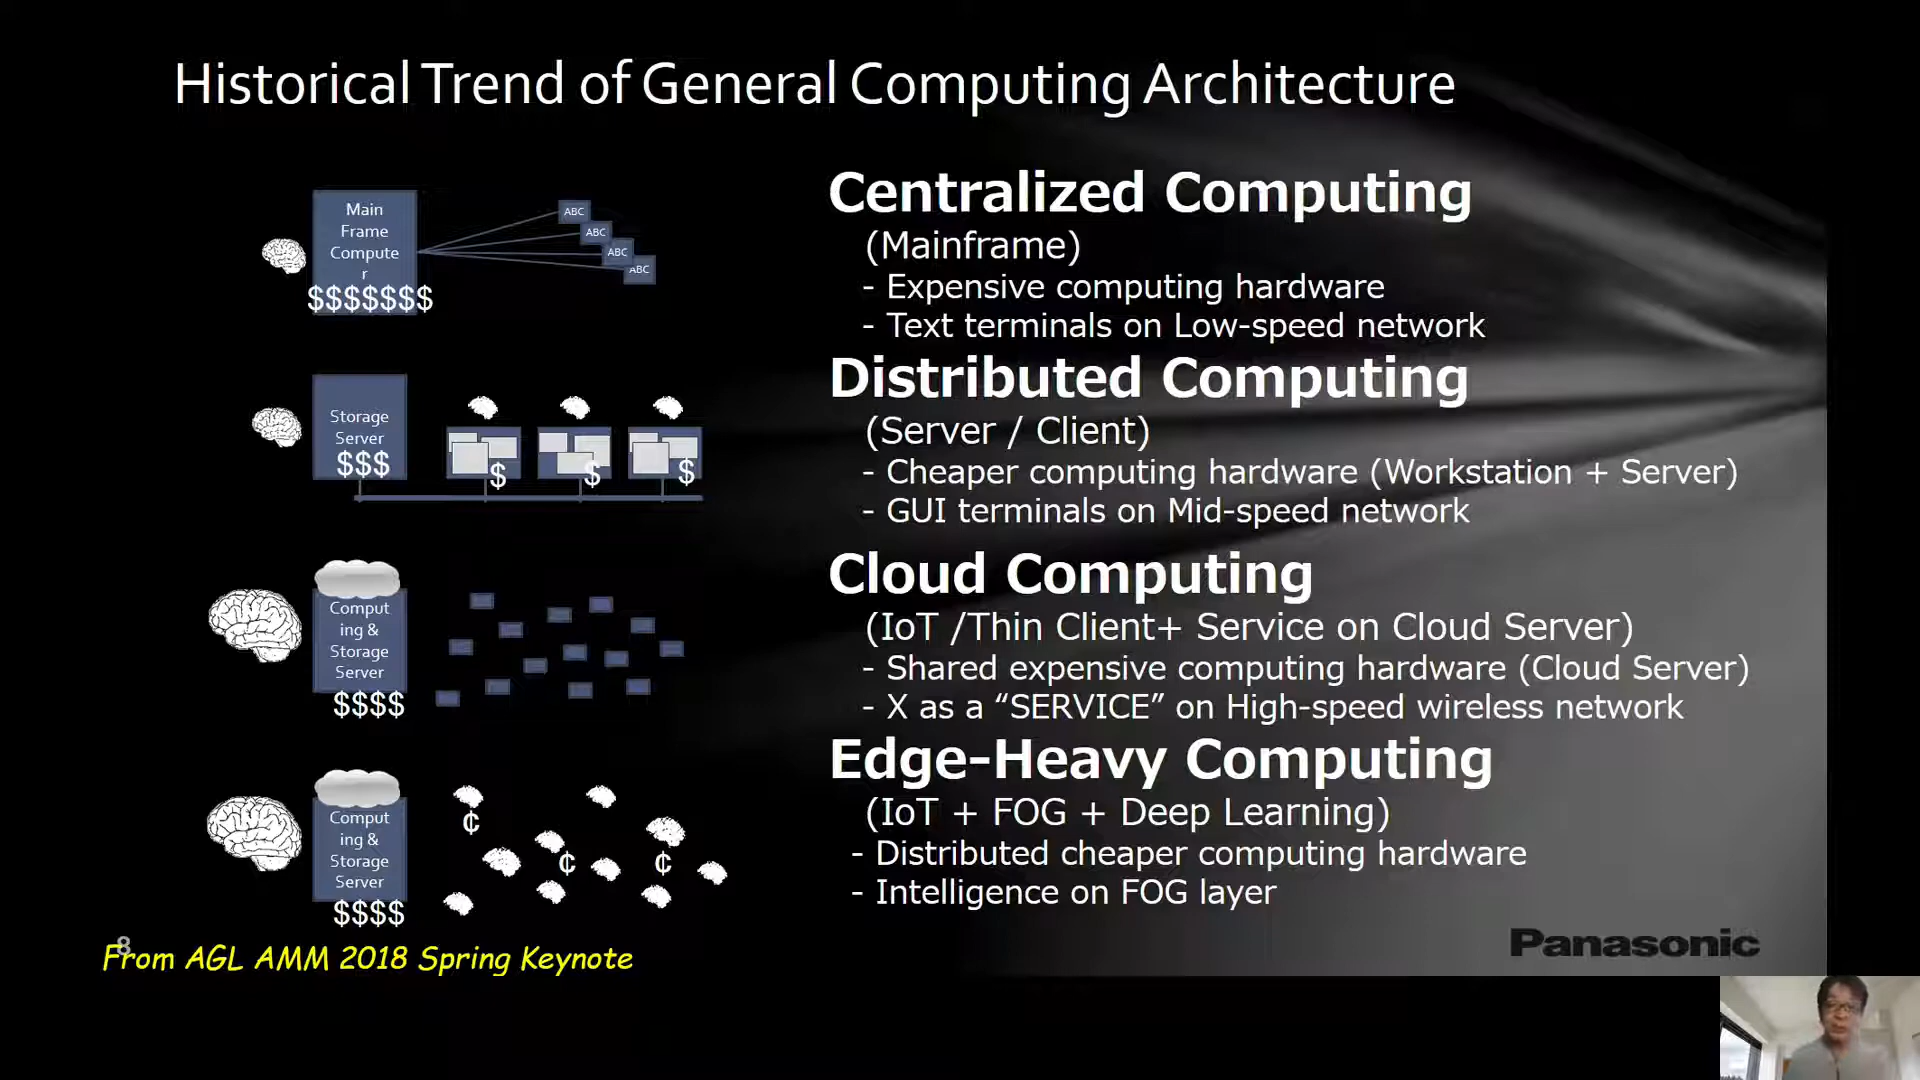 Historical Trend of General Computing Architecture
Main
Frame
Compute
r
$$$$$$$
ABC
ABC
ABC
ABC
Centralized Computing
(Mainframe)
- Expensive computing hardware
- Text terminals on Low-speed network
Storage
Server
$$$
$
$
$
Distributed Computing
(Server / Client)
- Cheaper computing hardware (Workstation + Server)
- GUI terminals on Mid-speed network
Comput
ing &
Storage
Server
$$$$
Cloud Computing
(IoT /Thin Client+ Service on Cloud Server)
- Shared expensive computing hardware (Cloud Server)
- X as a “SERVICE” on High-speed wireless network
Comput
ing &
Storage
Server
$$$$
¢
¢
¢
Edge-Heavy Computing
(IoT + FOG + Deep Learning)
- Distributed cheaper computing hardware
- Intelligence on FOG layer
8
From AGL AMM 2018 Spring Keynote
Panasonic